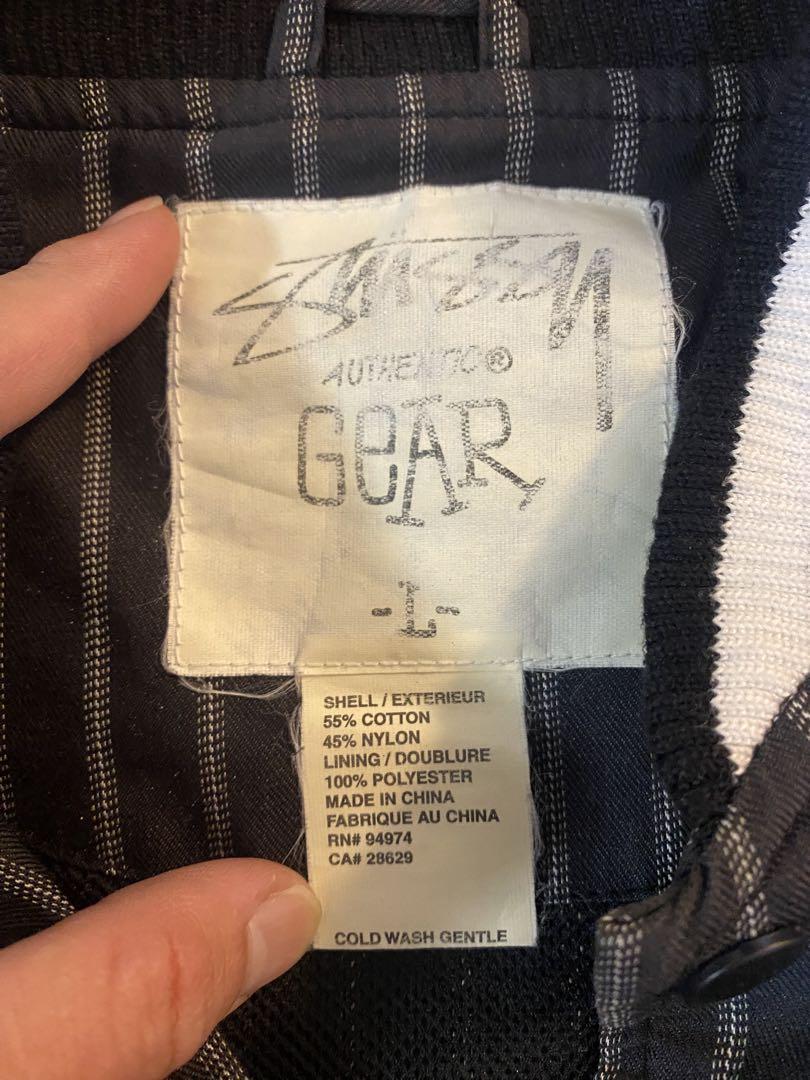 Stüssy
AUTHENTIC®
GEAR
-L-
SHELL / EXTERIEUR
55% COTTON
45% NYLON
LINING / DOUBLURE
100% POLYESTER
MADE IN CHINA
FABRIQUE AU CHINA
RN# 94974
CA# 28629
COLD WASH GENTLE